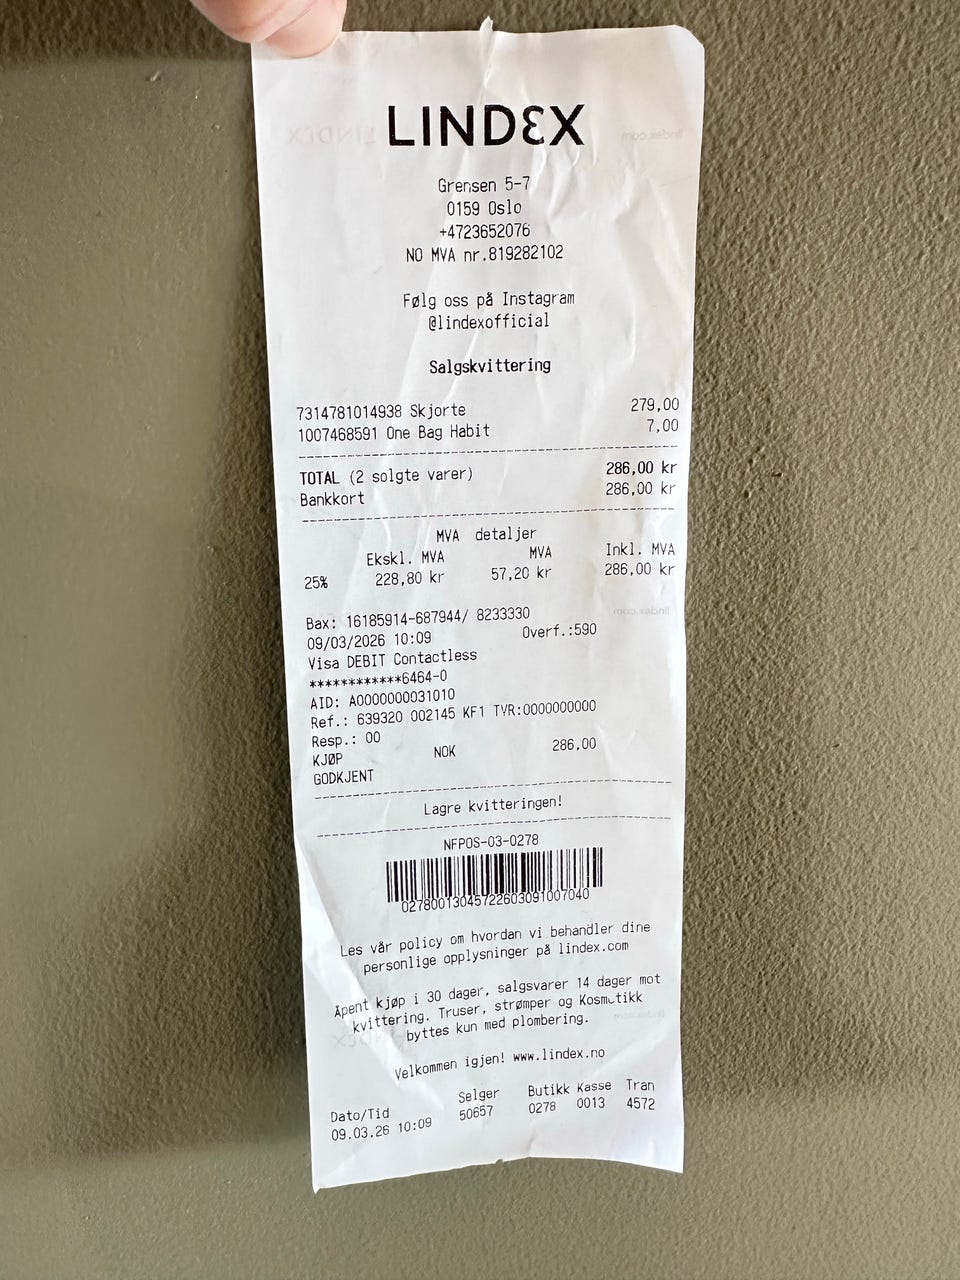 LINDEX
Grensen 5-7
0159 Oslo
+4723652076
NO MVA nr.819282102
Følg oss på Instagram
@lindexofficial
Salgskvittering
7314781014938 Skjorte 279,00
1007468591 One Bag Habit 7,00
TOTAL (2 solgte varer) 286,00 kr
Bankkort 286,00 kr
MVA detaljer
Ekskl. MVA MVA Inkl. MVA
25% 228,80 kr 57,20 kr 286,00 kr
Bax: 16185914-687944/ 8233330
09/03/2026 10:09 Overf.:590
Visa DEBIT Contactless
************6464-0
AID: A0000000031010
Ref.: 639320 002145 KF1 TVR:0000000000
Resp.: 00
KJØP NOK 286,00
GODKJENT
Lagre kvitteringen!
NFPOS-03-0278
02780013045722603091007040
Les vår policy om hvordan vi behandler dine
personlige opplysninger på lindex.com
Åpent kjøp i 30 dager, salgsvarer 14 dager mot
kvittering. Truser, strømper og Kosmetikk
byttes kun med plombering.
Velkommen igjen! www.lindex.no
Dato/Tid Selger Butikk Kasse Tran
09.03.26 10:09 50657 0278 0013 4572